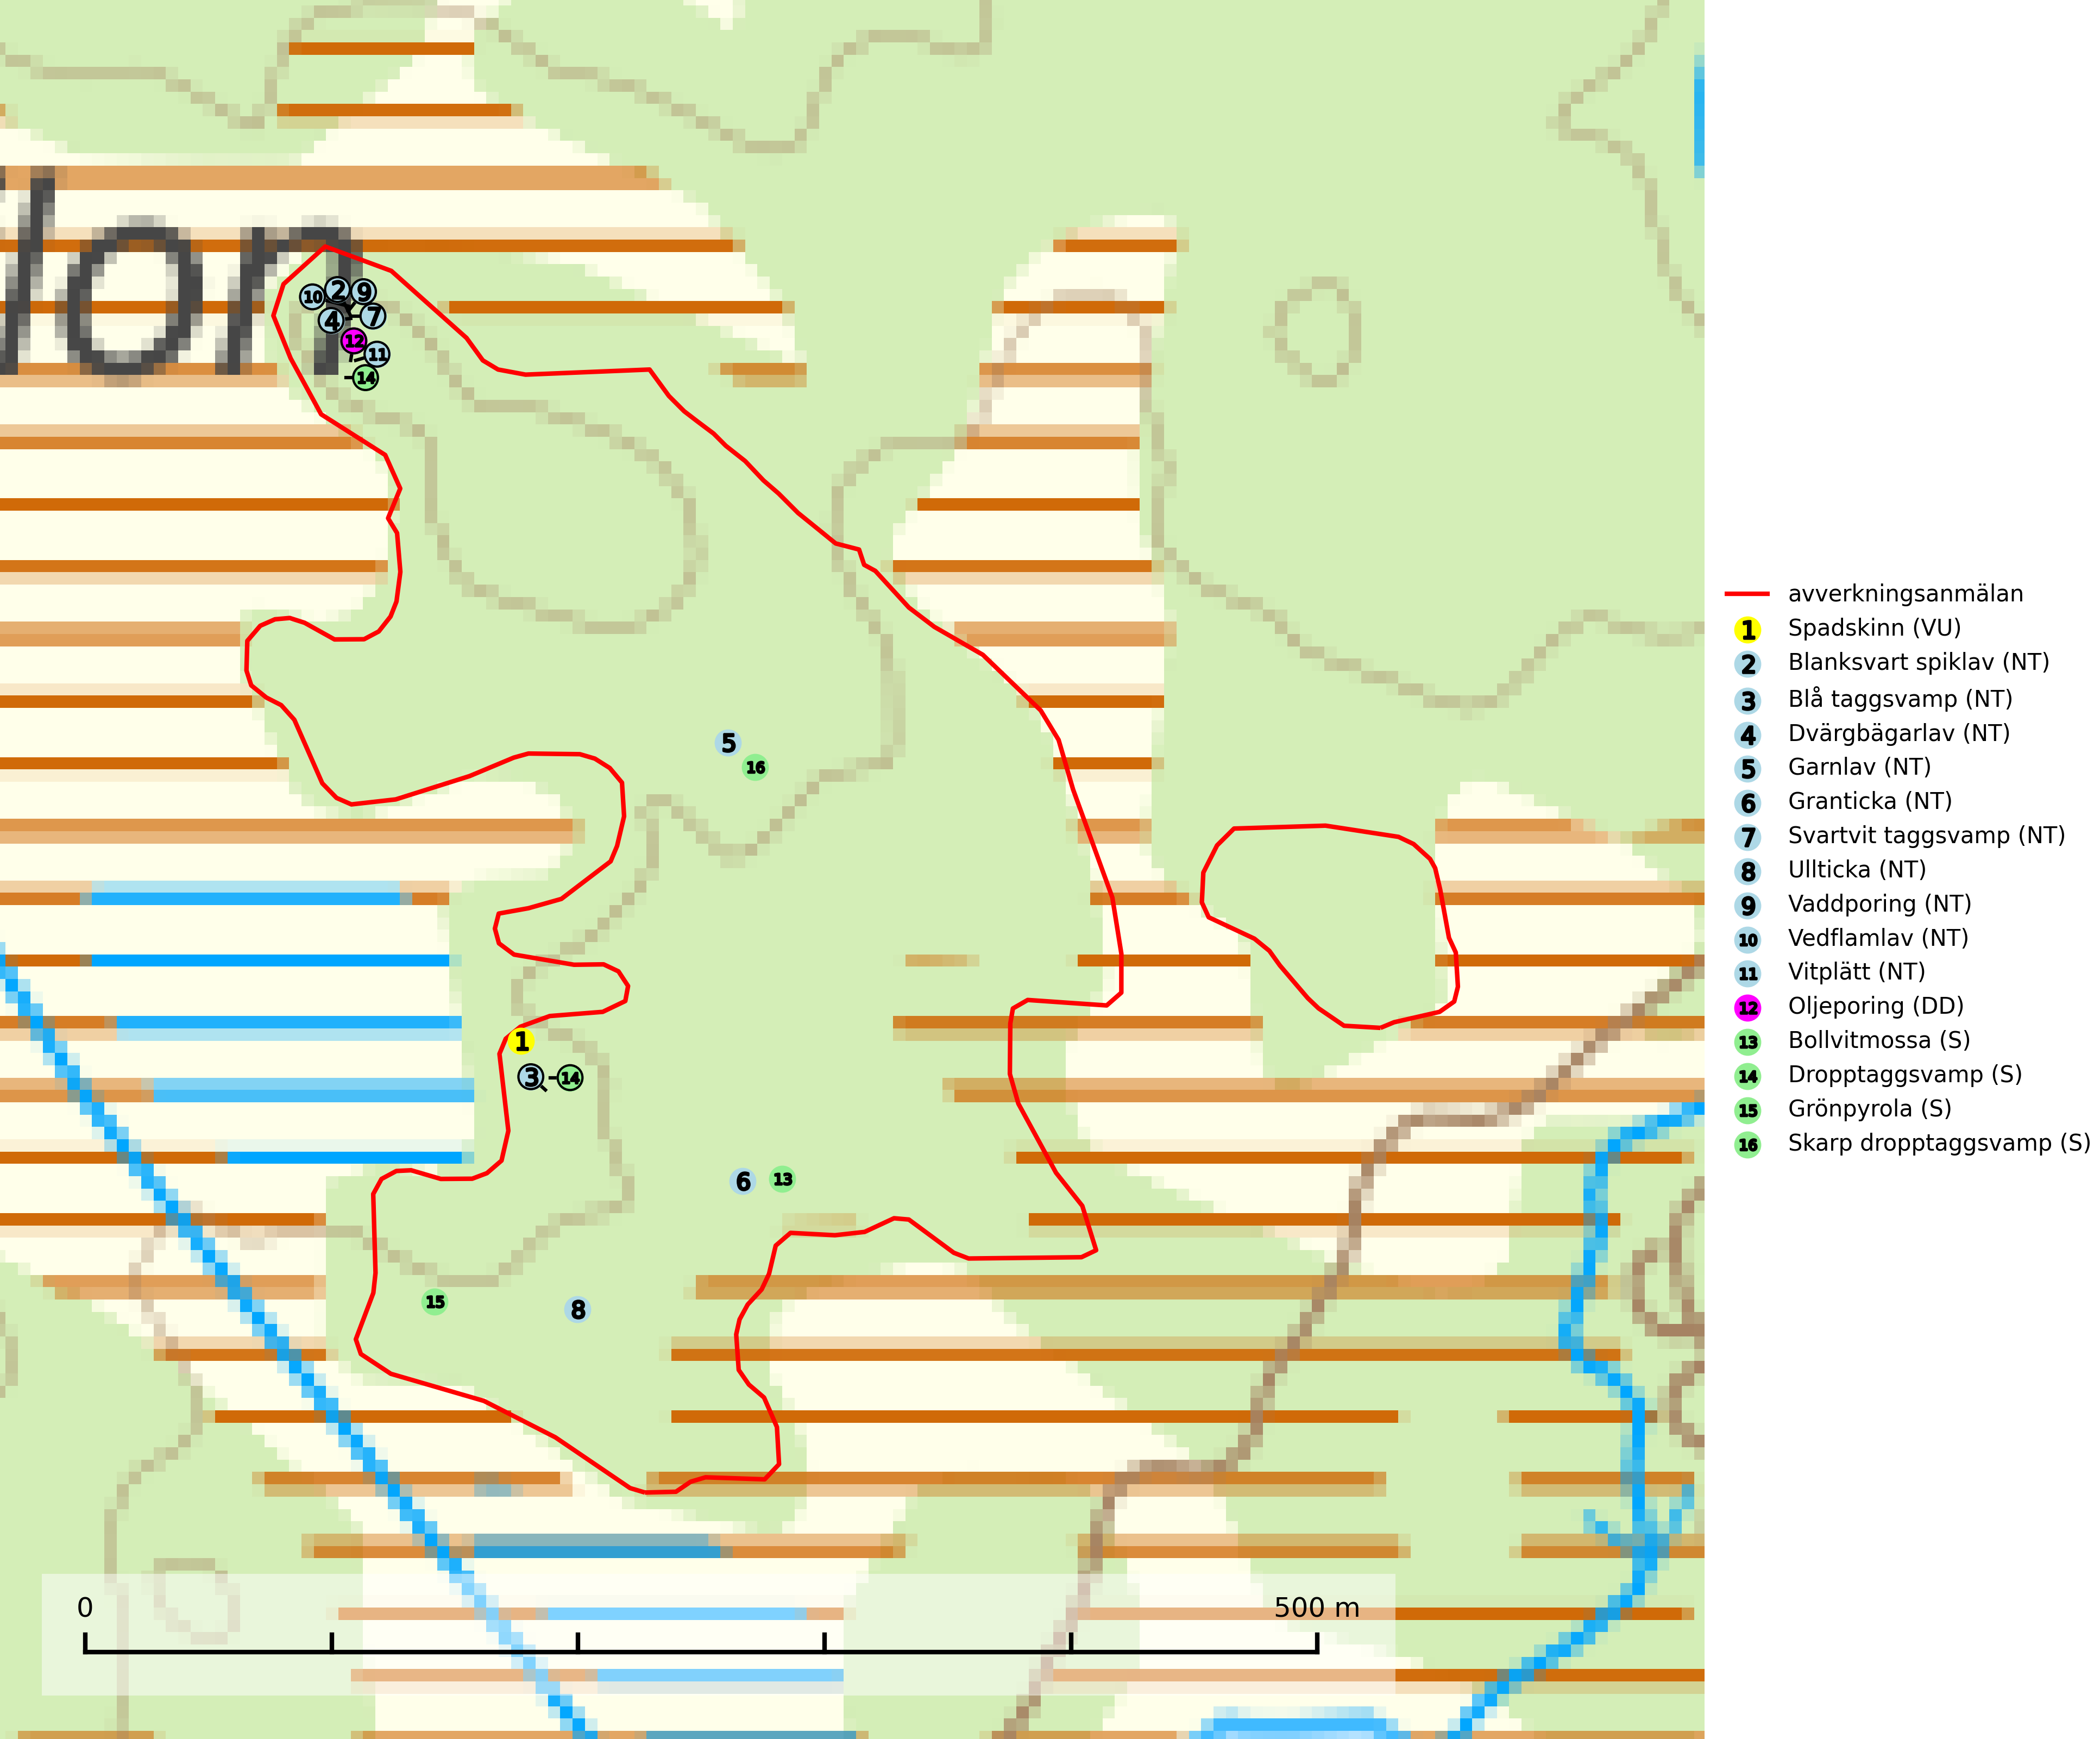 10 2 9
4 7
12
11
14
5
16
1
3 14
6 13
15 8
0 500 m
avverkningsanmälan
1 Spadskinn (VU)
2 Blanksvart spiklav (NT)
3 Blå taggsvamp (NT)
4 Dvärgbägarlav (NT)
5 Garnlav (NT)
6 Granticka (NT)
7 Svartvit taggsvamp (NT)
8 Ullticka (NT)
9 Vaddporing (NT)
10 Vedflamlav (NT)
11 Vitplätt (NT)
12 Oljeporing (DD)
13 Bollvitmossa (S)
14 Dropptaggsvamp (S)
15 Grönpyrola (S)
16 Skarp dropptaggsvamp (S)